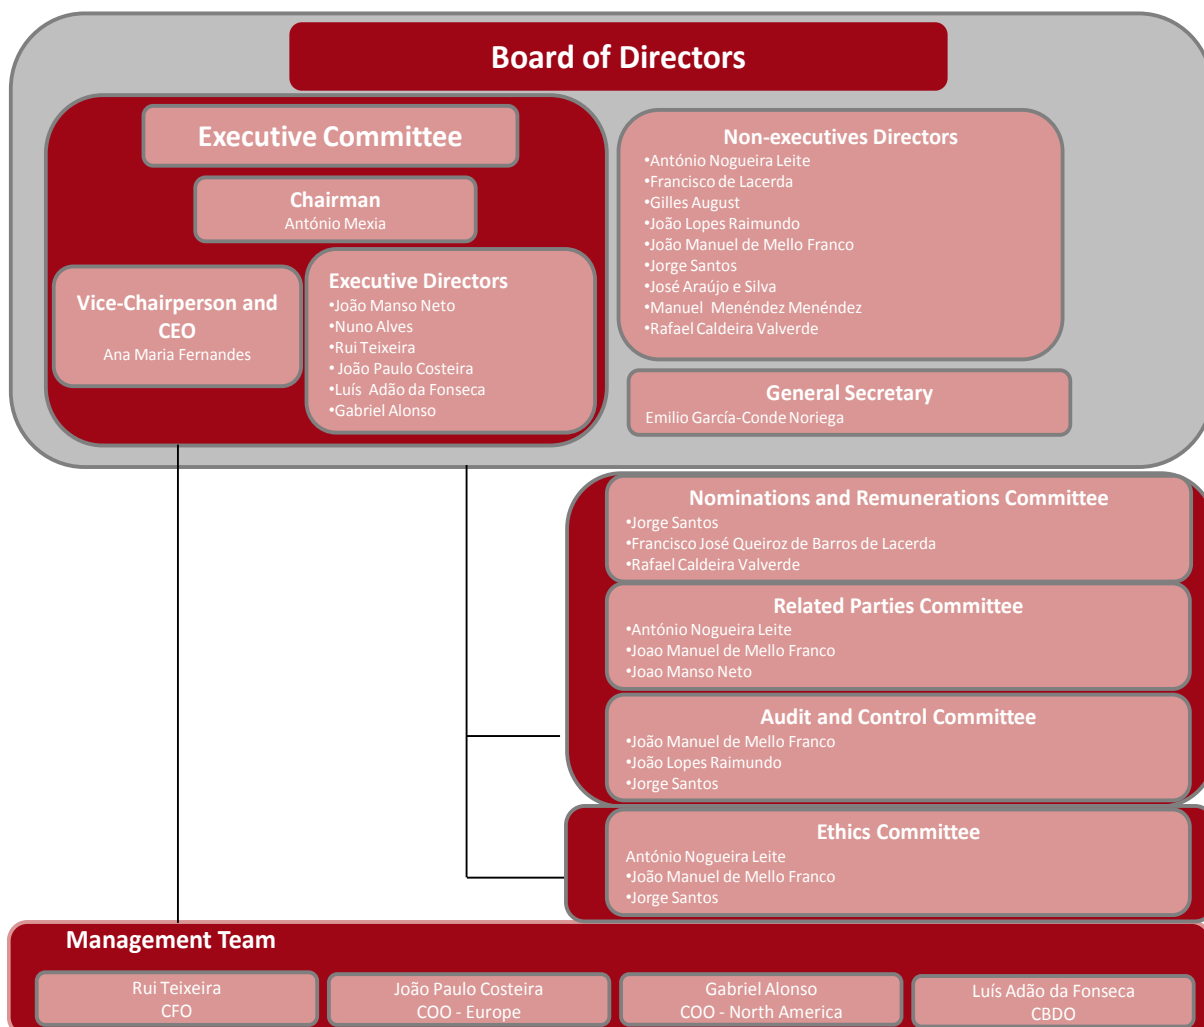 Board of Directors
Executive Committee
Chairman
António Mexia
Vice-Chairperson and
CEO
Ana Maria Fernandes
Executive Directors
•João Manso Neto
•Nuno Alves
•Rui Teixeira
• João Paulo Costeira
•Luís Adão da Fonseca
•Gabriel Alonso
Non-executives Directors
•António Nogueira Leite
•Francisco de Lacerda
•Gilles August
•João Lopes Raimundo
•João Manuel de Mello Franco
•Jorge Santos
•José Araújo e Silva
•Manuel Menéndez Menéndez
•Rafael Caldeira Valverde
General Secretary
Emilio García-Conde Noriega
Nominations and Remunerations Committee
•Jorge Santos
•Francisco José Queiroz de Barros de Lacerda
•Rafael Caldeira Valverde
Related Parties Committee
•António Nogueira Leite
•Joao Manuel de Mello Franco
•Joao Manso Neto
Audit and Control Committee
•João Manuel de Mello Franco
•João Lopes Raimundo
•Jorge Santos
Ethics Committee
António Nogueira Leite
•João Manuel de Mello Franco
•Jorge Santos
Management Team
Rui Teixeira
CFO
João Paulo Costeira
COO - Europe
Gabriel Alonso
COO - North America
Luís Adão da Fonseca
CBDO